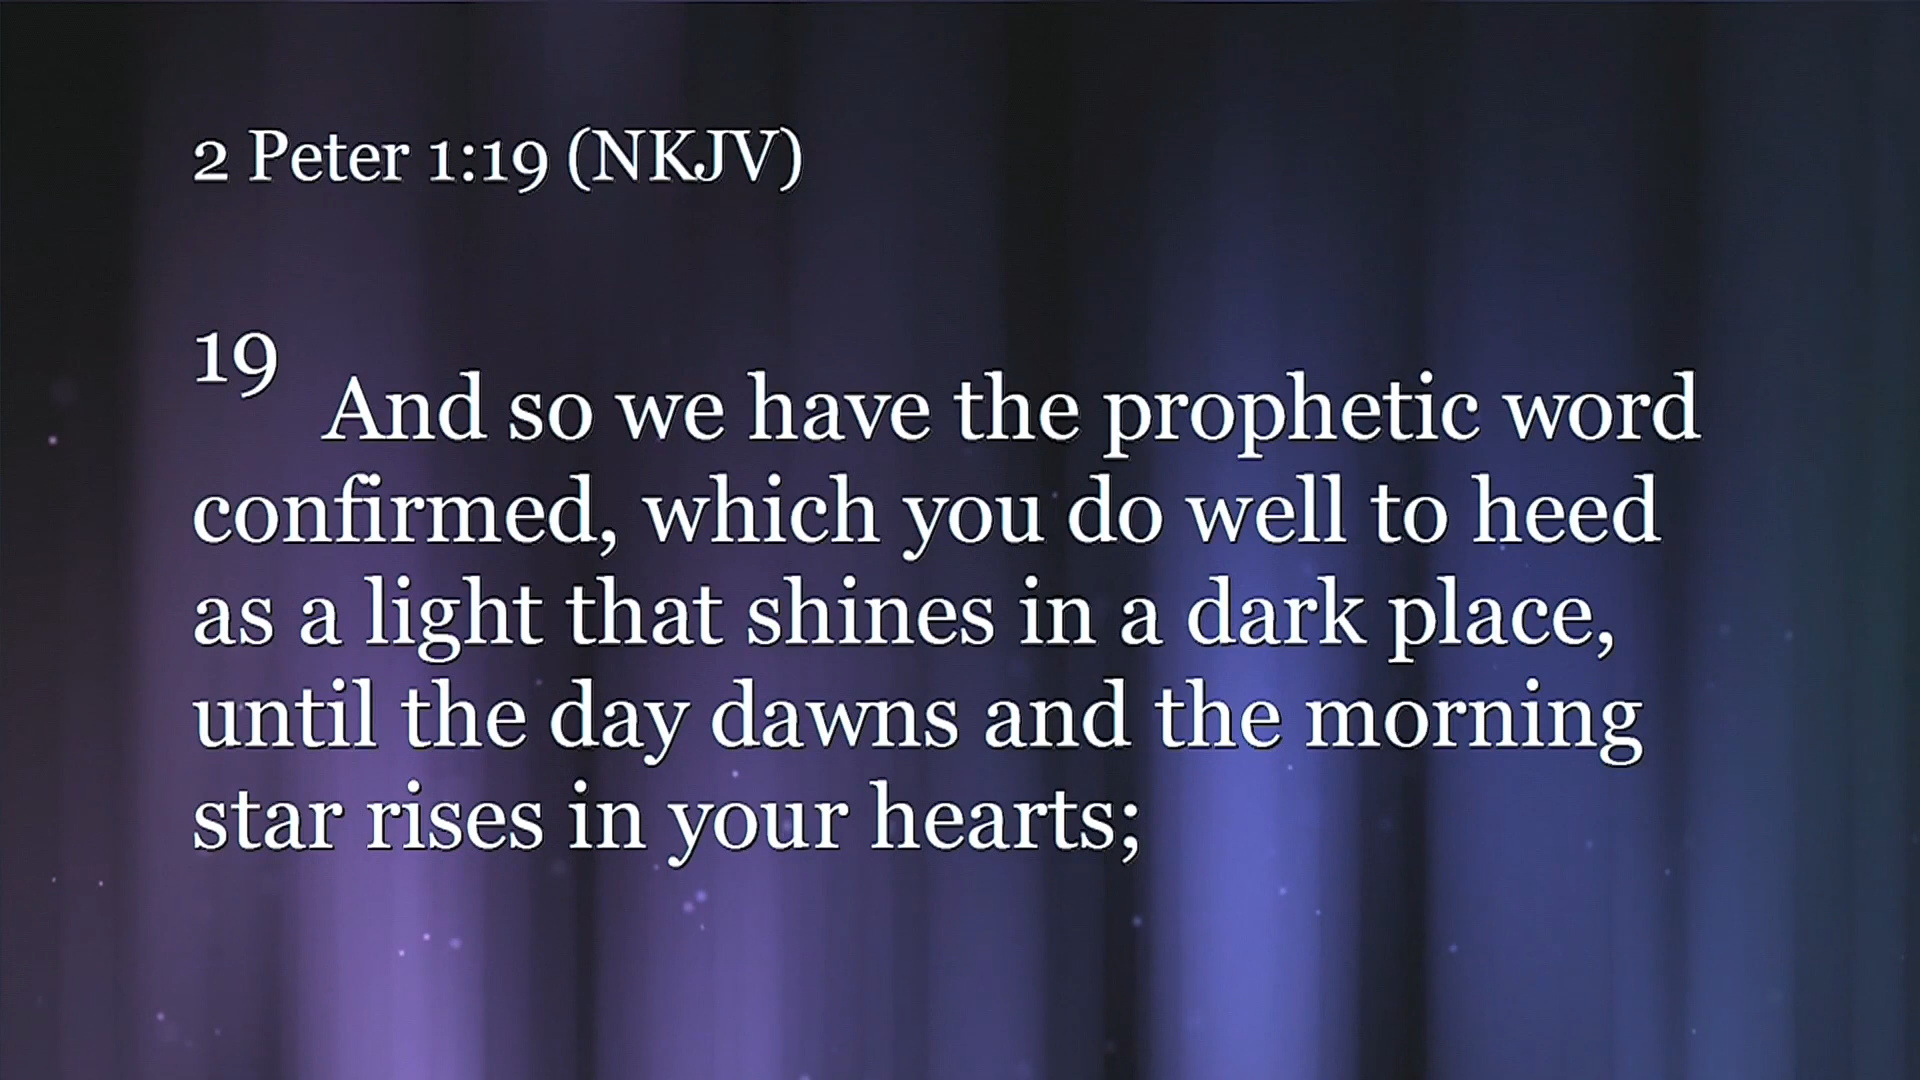 2 Peter 1:19 (NKJV)
19 And so we have the prophetic word
confirmed, which you do well to heed
as a light that shines in a dark place,
until the day dawns and the morning
star rises in your hearts;